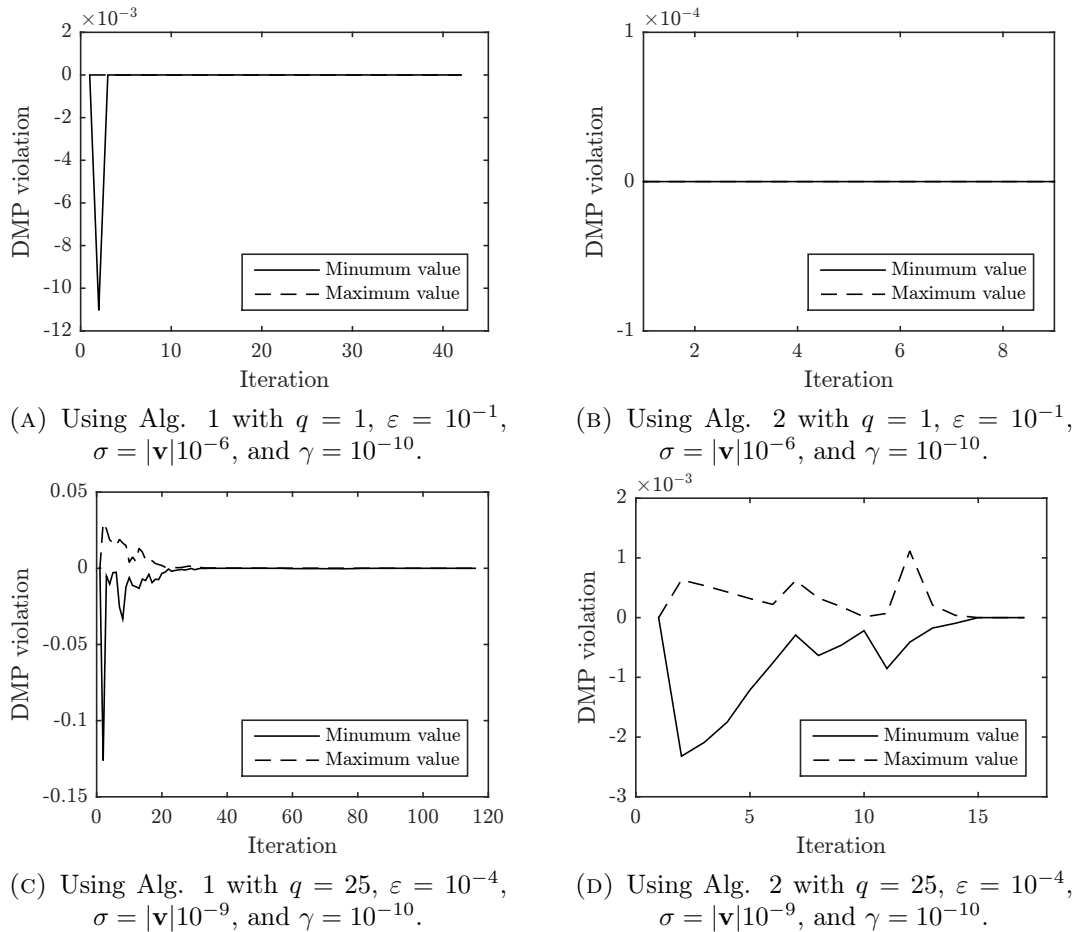 ×10⁻³
2
0
-2
-4
-6
-8
-10
-12
0
10
20
30
40
DMP violation
Iteration
Minumum value
Maximum value
(A) Using Alg. 1 with q = 1, ε = 10⁻¹,
σ = |v|10⁻⁶, and γ = 10⁻¹⁰.
×10⁻⁴
1
0
-1
2
4
6
8
DMP violation
Iteration
Minumum value
Maximum value
(B) Using Alg. 2 with q = 1, ε = 10⁻¹,
σ = |v|10⁻⁶, and γ = 10⁻¹⁰.
0.05
0
-0.05
-0.1
-0.15
0
20
40
60
80
100
120
DMP violation
Iteration
Minumum value
Maximum value
(C) Using Alg. 1 with q = 25, ε = 10⁻⁴,
σ = |v|10⁻⁹, and γ = 10⁻¹⁰.
×10⁻³
2
1
0
-1
-2
-3
0
5
10
15
DMP violation
Iteration
Minumum value
Maximum value
(D) Using Alg. 2 with q = 25, ε = 10⁻⁴,
σ = |v|10⁻⁹, and γ = 10⁻¹⁰.